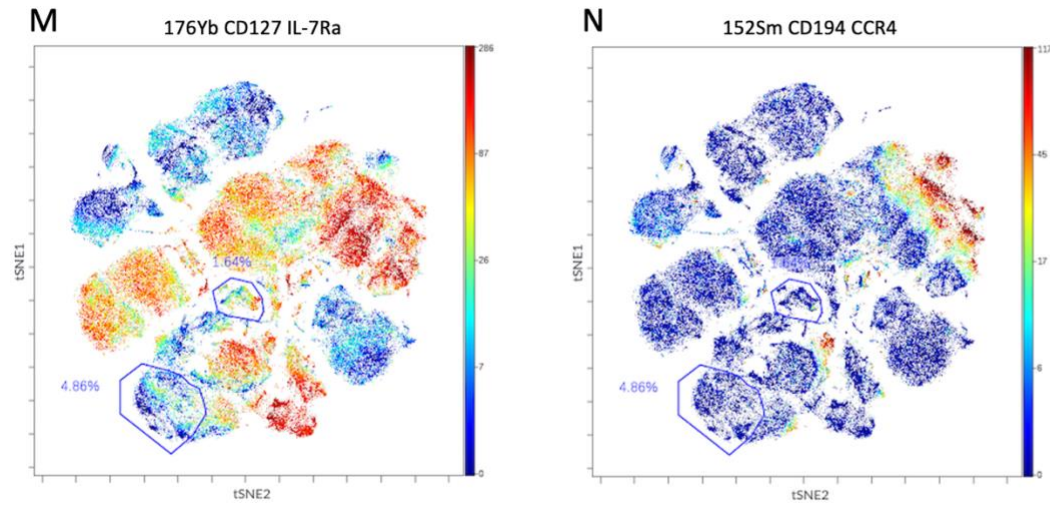 M
176Yb CD127 IL-7Ra
286
87
26
7
0
1.64%
4.86%
tSNE1
tSNE2
N
152Sm CD194 CCR4
45
17
6
0
4.86%
tSNE1
tSNE2